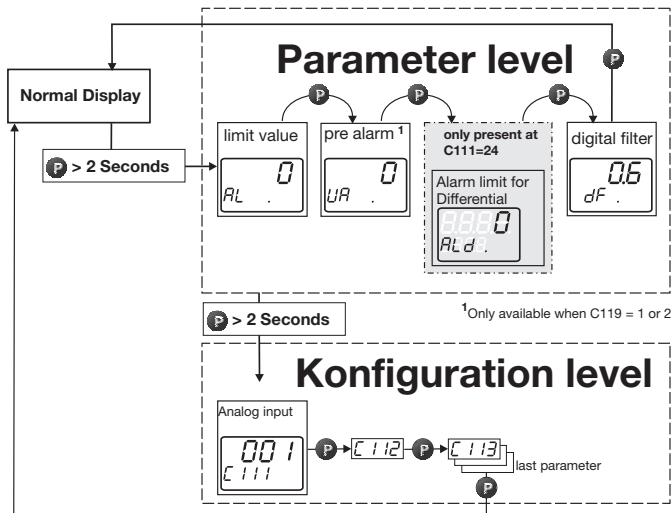 Parameter level
P
Normal Display
P
P
P
P > 2 Seconds
limit value
0
AL .
pre alarm 1
0
UA .
only present at
C111=24
Alarm limit for
Differential
0
ALd.
digital filter
0.6
dF .
P > 2 Seconds
1Only available when C119 = 1 or 2
Konfiguration level
Analog input
001
C111
P
C112
P
C113
last parameter
P